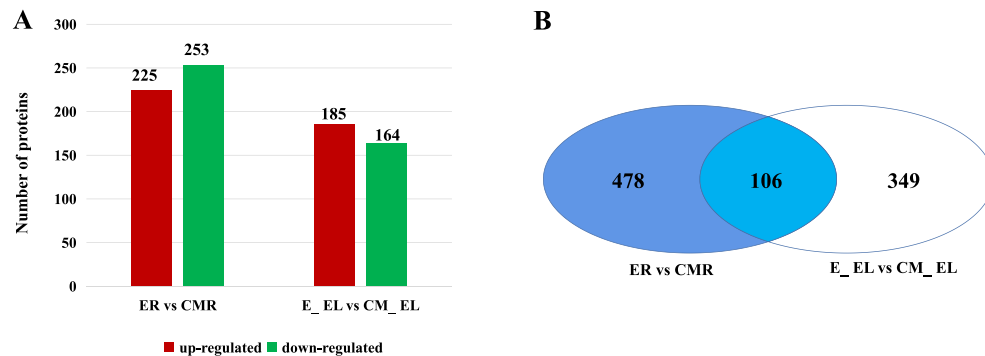 A
Number of proteins
300
250
200
150
100
50
0
225
253
185
164
ER vs CMR
E_ EL vs CM_ EL
up-regulated
down-regulated
B
478
106
349
ER vs CMR
E_ EL vs CM_ EL